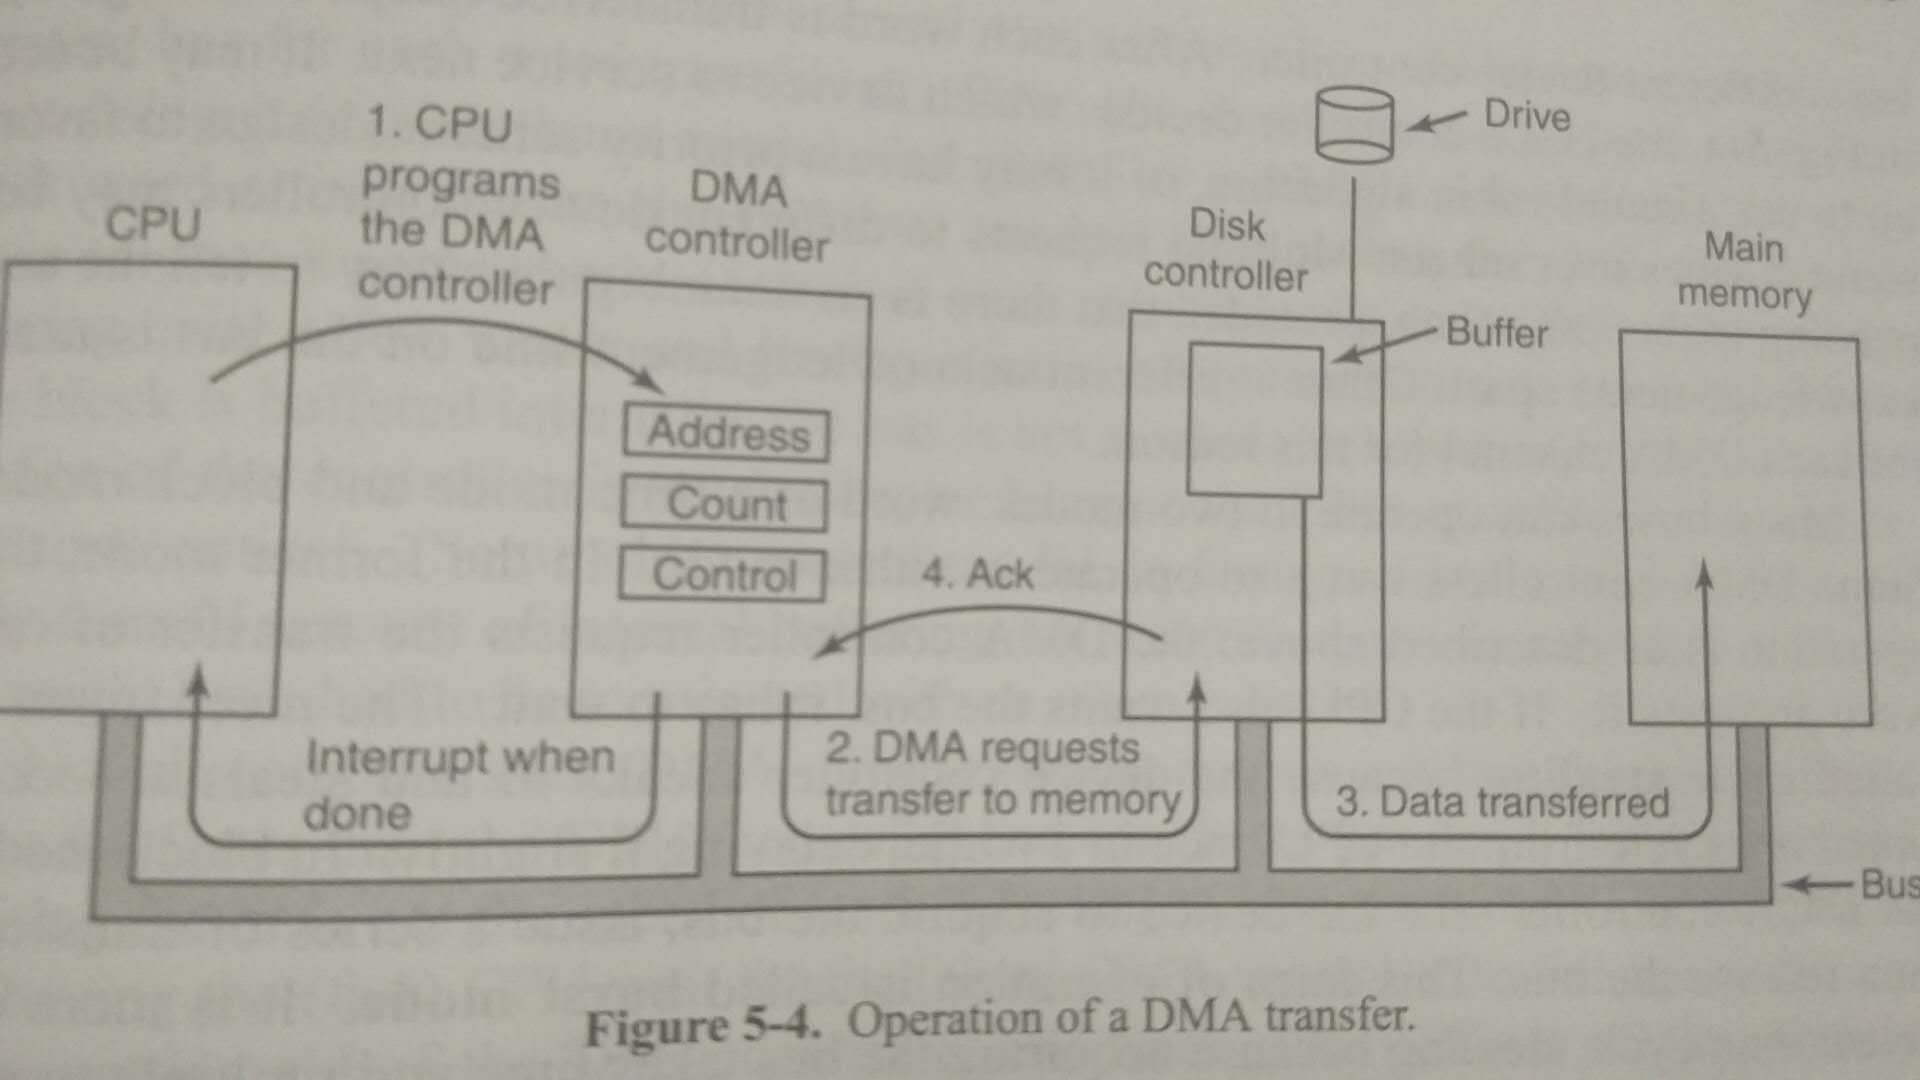 1. CPU
programs
the DMA
controller
CPU
DMA
controller
Drive
Disk
controller
Main
memory
Buffer
Address
Count
Control
4. Ack
Interrupt when
done
2. DMA requests
transfer to memory
3. Data transferred
Bus
Figure 5-4. Operation of a DMA transfer.